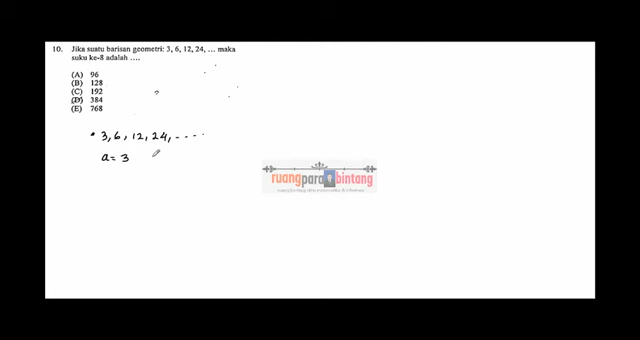 10. Jika suatu barisan geometri: 3, 6, 12, 24, ... maka
suku ke-8 adalah ....
(A) 96
(B) 128
(C) 192
(D) 384
(E) 768
• 3, 6, 12, 24, ----
a = 3
ruangparabintang